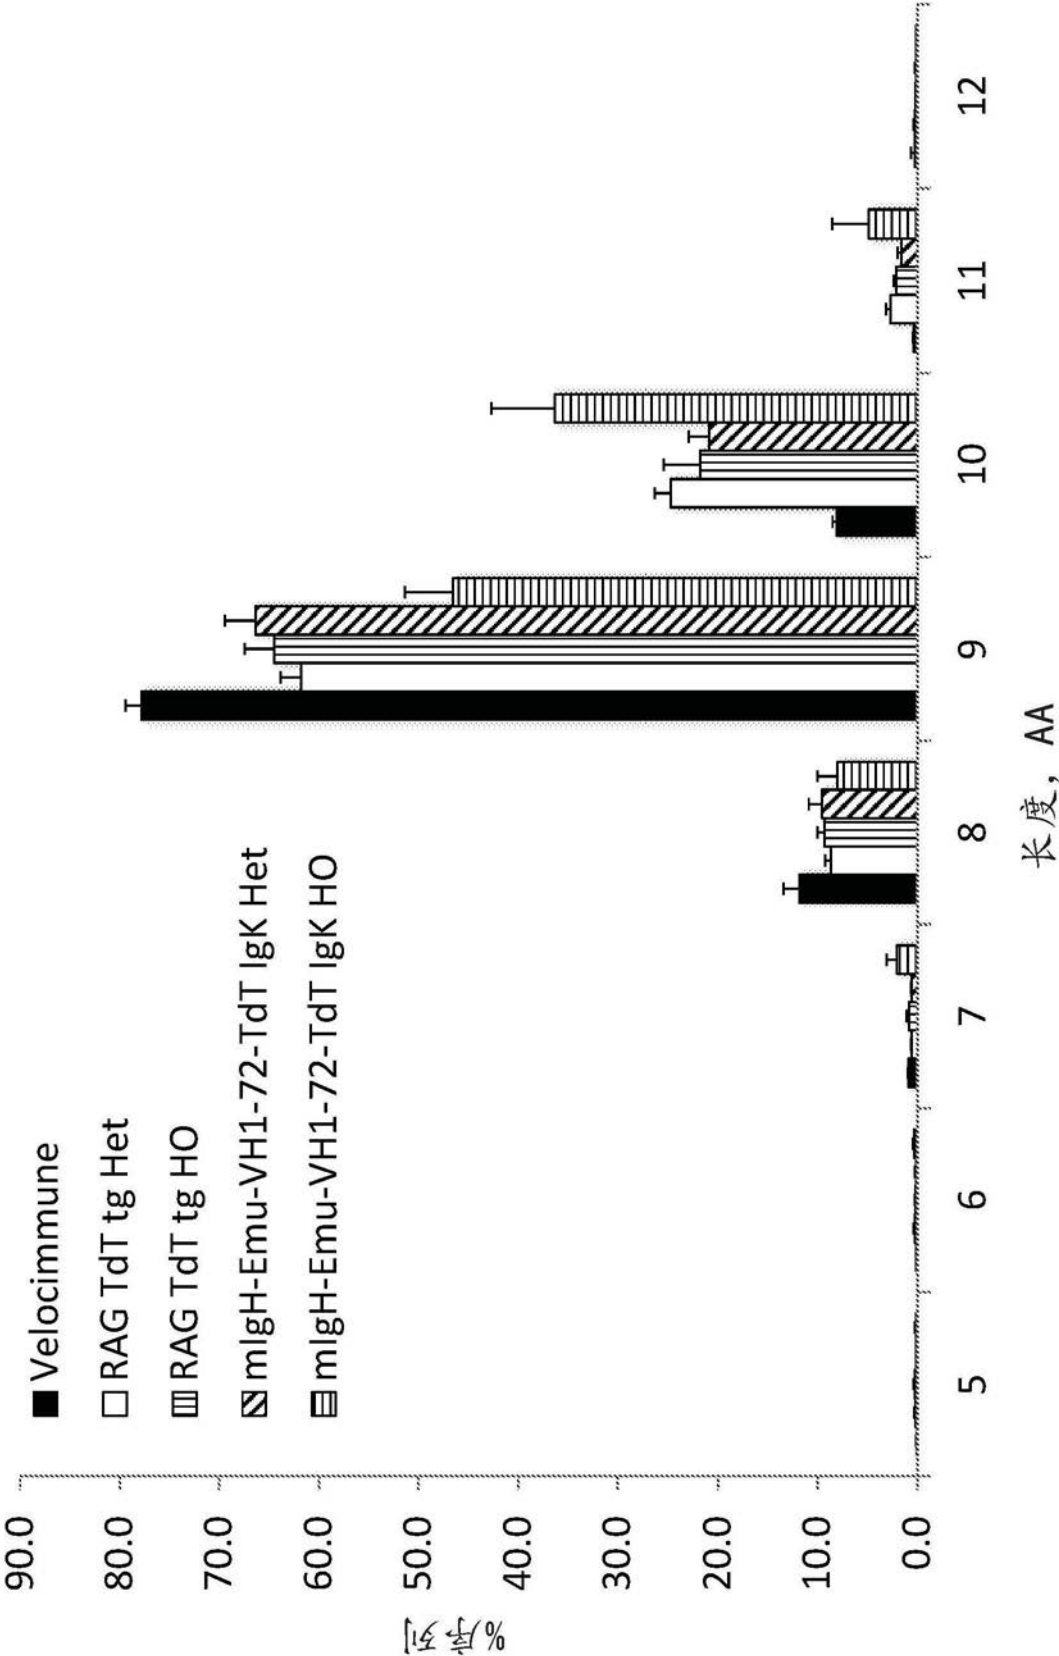 %序列
90.0
80.0
70.0
60.0
50.0
40.0
30.0
20.0
10.0
0.0
Velocimmune
RAG TdT tg Het
RAG TdT tg HO
mIgH-Emu-VH1-72-TdT IgK Het
mIgH-Emu-VH1-72-TdT IgK HO
5 6 7 8 9 10 11 12
长度，AA